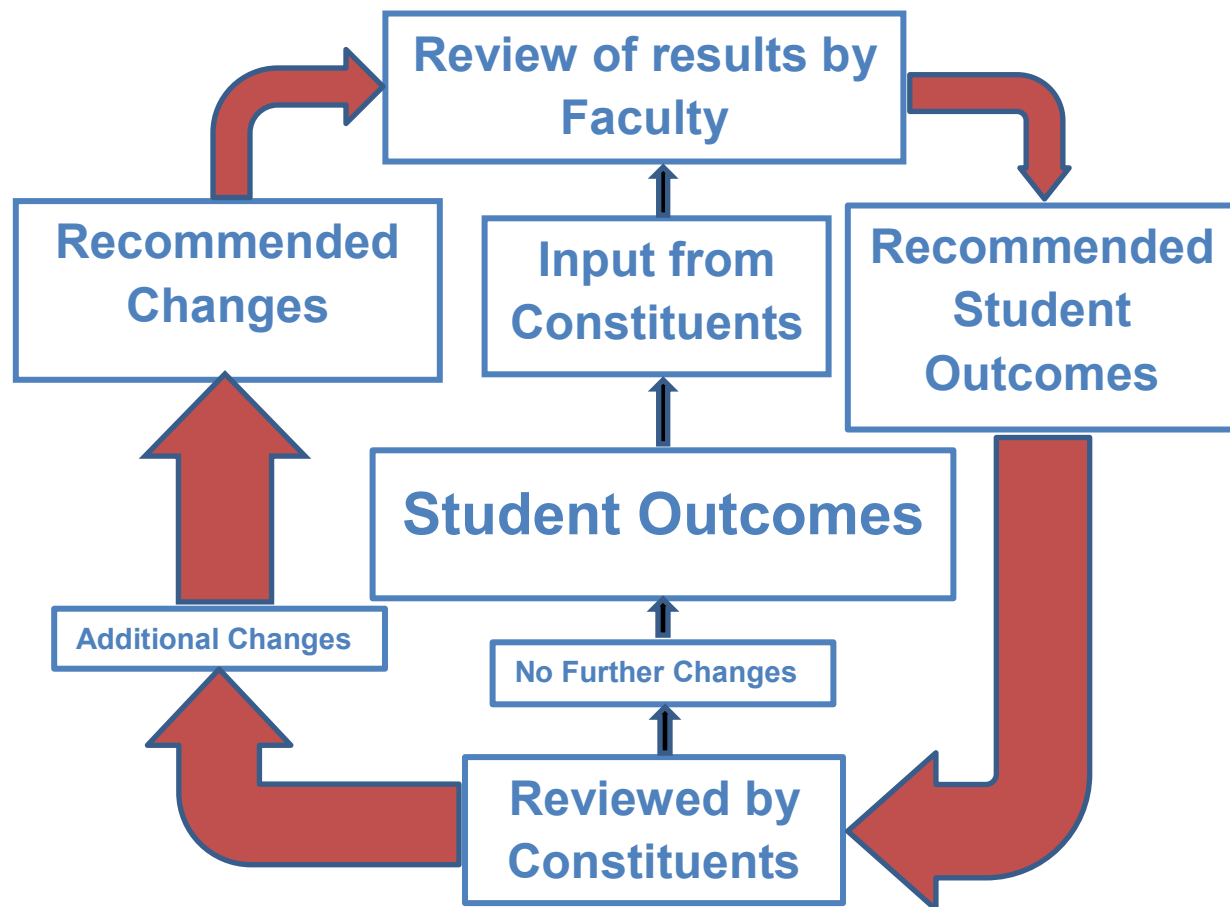 Review of results by
Faculty
Recommended
Changes
Input from
Constituents
Recommended
Student
Outcomes
Student Outcomes
Additional Changes
No Further Changes
Reviewed by
Constituents